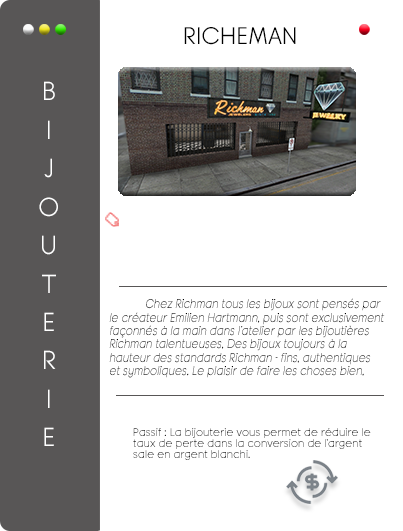 RICHEMAN
BIJOUTERIE
Richman
JEWELERS
JEWELRY
Chez Richman tous les bijoux sont pensés par
le créateur Emilien Hartmann, puis sont exclusivement
façonnés à la main dans l'atelier par les bijoutières
Richman talentueuses. Des bijoux toujours à la
hauteur des standards Richman - fins, authentiques
et symboliques. Le plaisir de faire les choses bien.
Passif : La bijouterie vous permet de réduire le
taux de perte dans la conversion de l'argent
sale en argent blanchi.
$